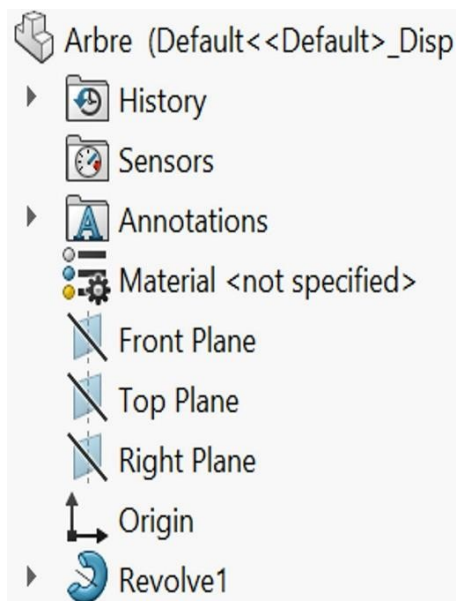 Arbre (Default<<Default>_Disp
History
Sensors
Annotations
Material <not specified>
Front Plane
Top Plane
Right Plane
Origin
Revolve1